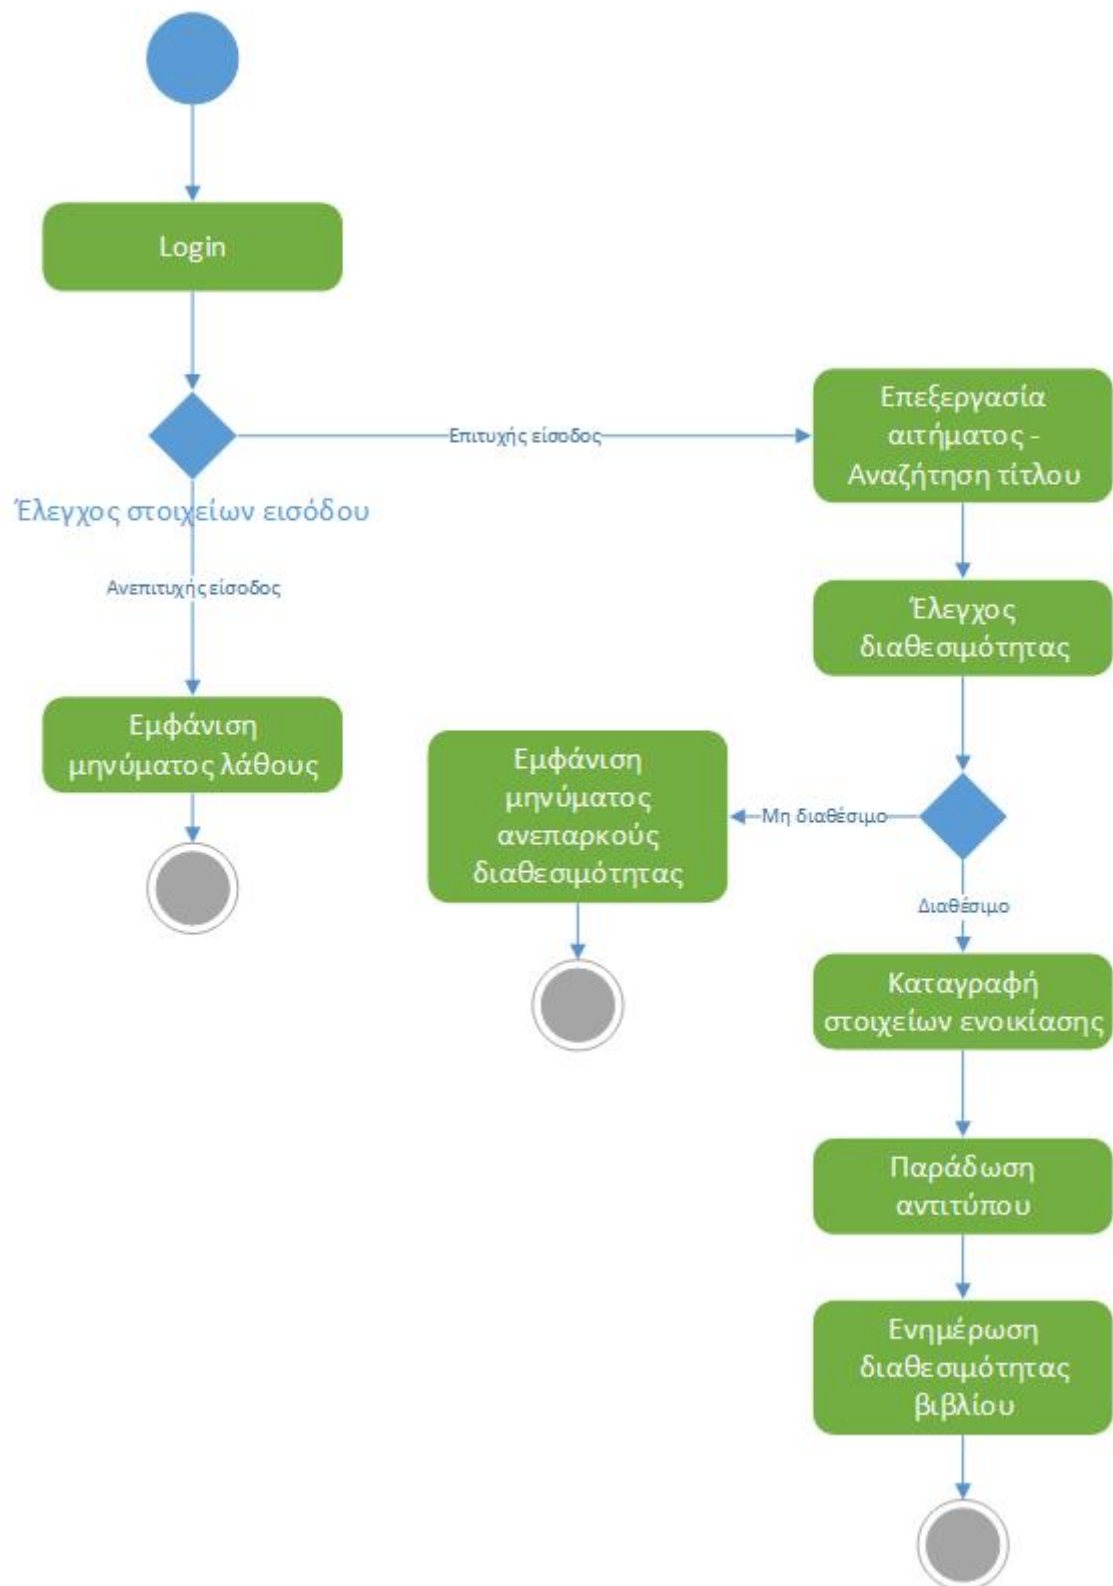 Login
Επιτυχής είσοδος
Επεξεργασία
αιτήματος -
Αναζήτηση τίτλου
Έλεγχος στοιχείων εισόδου
Ανεπιτυχής είσοδος
Έλεγχος
διαθεσιμότητας
Εμφάνιση
μηνύματος λάθους
Εμφάνιση
μηνύματος
ανεπαρκούς
διαθεσιμότητας
Μη διαθέσιμο
Διαθέσιμο
Καταγραφή
στοιχείων ενοικίασης
Παράδωση
αντιτύπου
Ενημέρωση
διαθεσιμότητας
βιβλίου